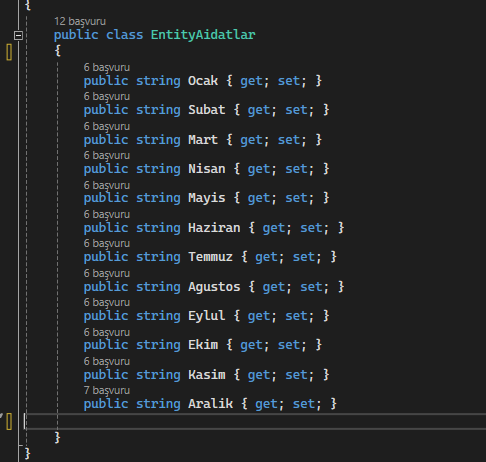 {
12 başvuru
public class EntityAidatlar
{
6 başvuru
public string Ocak { get; set; }
6 başvuru
public string Subat { get; set; }
6 başvuru
public string Mart { get; set; }
6 başvuru
public string Nisan { get; set; }
6 başvuru
public string Mayis { get; set; }
6 başvuru
public string Haziran { get; set; }
6 başvuru
public string Temmuz { get; set; }
6 başvuru
public string Agustos { get; set; }
6 başvuru
public string Eylul { get; set; }
6 başvuru
public string Ekim { get; set; }
6 başvuru
public string Kasim { get; set; }
7 başvuru
public string Aralik { get; set; }
}
}